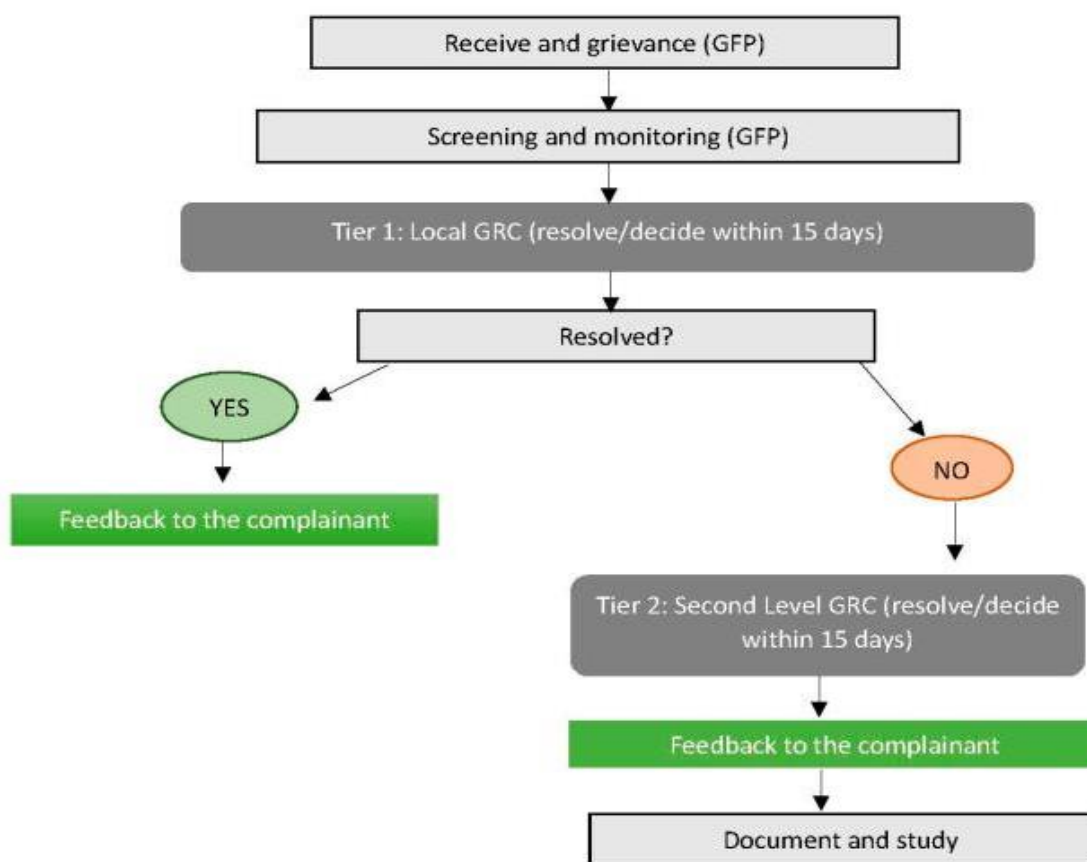 Receive and grievance (GFP)
Screening and monitoring (GFP)
Tier 1: Local GRC (resolve/decide within 15 days)
Resolved?
YES
NO
Feedback to the complainant
Tier 2: Second Level GRC (resolve/decide
within 15 days)
Feedback to the complainant
Document and study